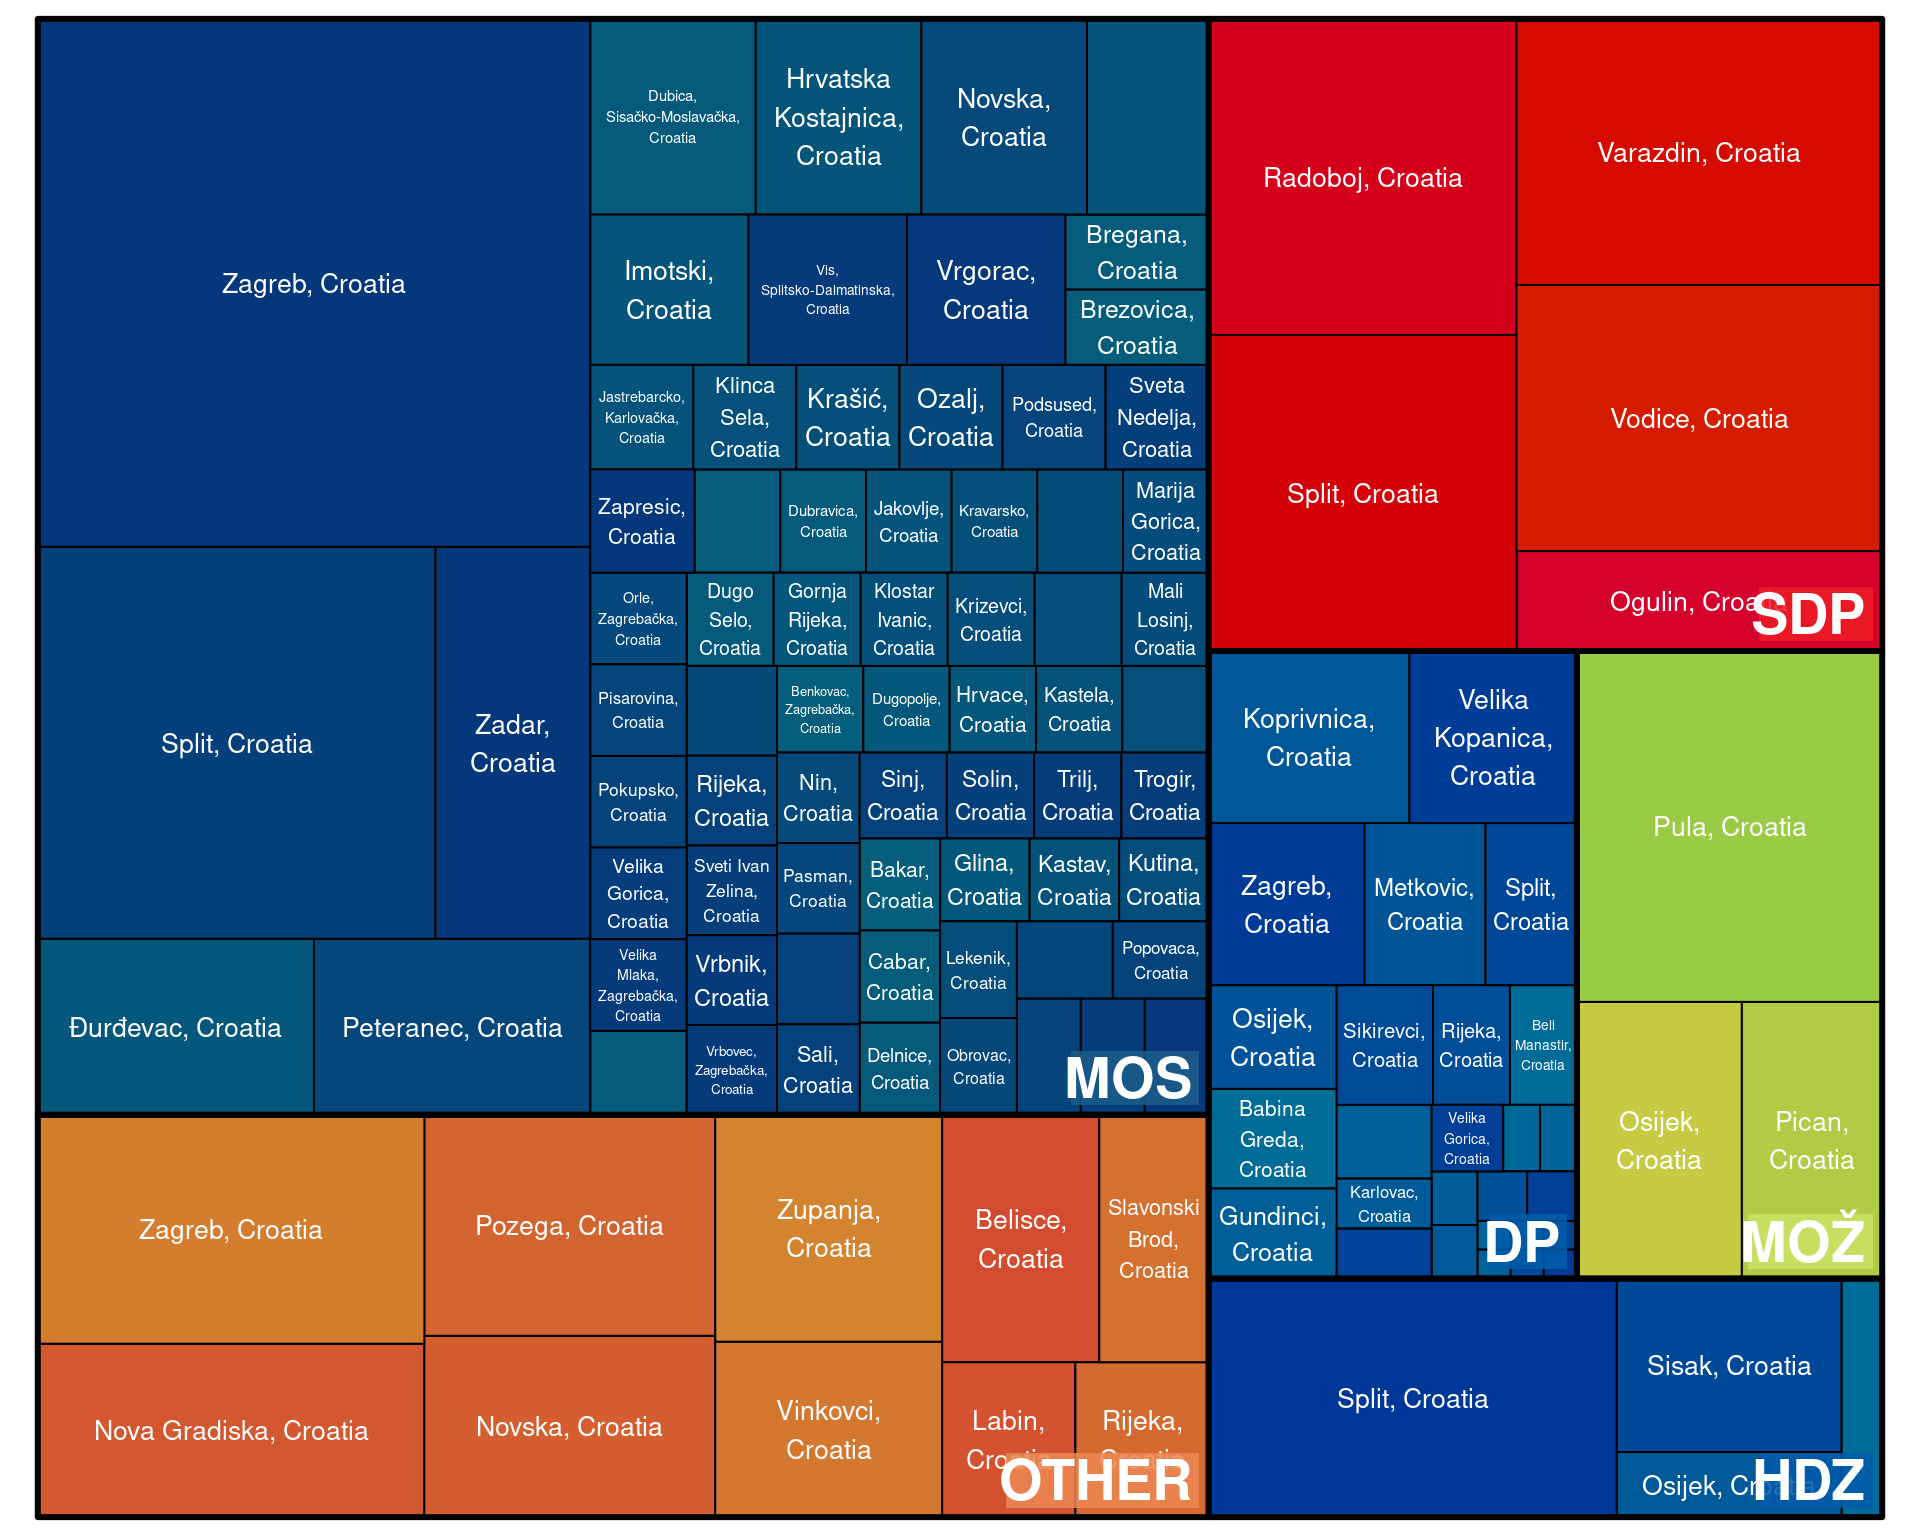 Zagreb, Croatia
Split, Croatia
Zadar,
Croatia
Đurđevac, Croatia
Peteranec, Croatia
Dubica,
Sisačko-Moslavačka,
Croatia
Hrvatska
Kostajnica,
Croatia
Novska,
Croatia
Imotski,
Croatia
Vis,
Splitsko-Dalmatinska,
Croatia
Vrgorac,
Croatia
Bregana,
Croatia
Brezovica,
Croatia
Jastrebarcko,
Karlovačka,
Croatia
Klinca
Sela,
Croatia
Krašić,
Croatia
Ozalj,
Croatia
Podsused,
Croatia
Sveta
Nedelja,
Croatia
Zapresic,
Croatia
Dubravica,
Croatia
Jakovlje,
Croatia
Kravarsko,
Croatia
Marija
Gorica,
Croatia
Orle,
Zagrebačka,
Croatia
Dugo
Selo,
Croatia
Gornja
Rijeka,
Croatia
Klostar
Ivanic,
Croatia
Krizevci,
Croatia
Mali
Losinj,
Croatia
Pisarovina,
Croatia
Benkovac,
Zagrebačka,
Croatia
Dugopolje,
Croatia
Hrvace,
Croatia
Kastela,
Croatia
Pokupsko,
Croatia
Rijeka,
Croatia
Nin,
Croatia
Sinj,
Croatia
Solin,
Croatia
Trilj,
Croatia
Trogir,
Croatia
Velika
Gorica,
Croatia
Sveti Ivan
Zelina,
Croatia
Pasman,
Croatia
Bakar,
Croatia
Glina,
Croatia
Kastav,
Croatia
Kutina,
Croatia
Velika
Mlaka,
Zagrebačka,
Croatia
Vrbnik,
Croatia
Cabar,
Croatia
Lekenik,
Croatia
Popovaca,
Croatia
Vrbovec,
Zagrebačka,
Croatia
Sali,
Croatia
Delnice,
Croatia
Obrovac,
Croatia
MOS
Zagreb, Croatia
Nova Gradiska, Croatia
Pozega, Croatia
Novska, Croatia
Zupanja,
Croatia
Vinkovci,
Croatia
Belisce,
Croatia
Slavonski
Brod,
Croatia
Labin,
Croatia
Rijeka,
Croatia
OTHER
Radoboj, Croatia
Split, Croatia
Varazdin, Croatia
Vodice, Croatia
Ogulin, Croatia
SDP
Koprivnica,
Croatia
Velika
Kopanica,
Croatia
Zagreb,
Croatia
Metkovic,
Croatia
Split,
Croatia
Osijek,
Croatia
Sikirevci,
Croatia
Rijeka,
Croatia
Beli
Manastir,
Croatia
Babina
Greda,
Croatia
Velika
Gorica,
Croatia
Karlovac,
Croatia
Gundinci,
Croatia
DP
Pula, Croatia
Osijek,
Croatia
Pican,
Croatia
MOŽ
Split, Croatia
Sisak, Croatia
Osijek, Croatia
HDZ